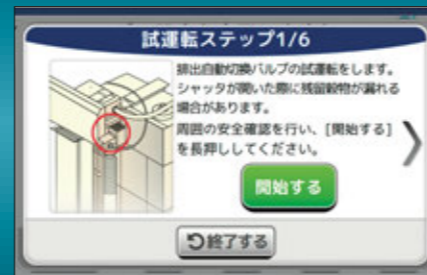 試運転ステップ1/6
排出自動切換バルブの試運転をします。
シャッタが開いた際に残留穀物が漏れる
場合があります。
周囲の安全確認を行い、[開始する]
を長押ししてください。
開始する
終了する